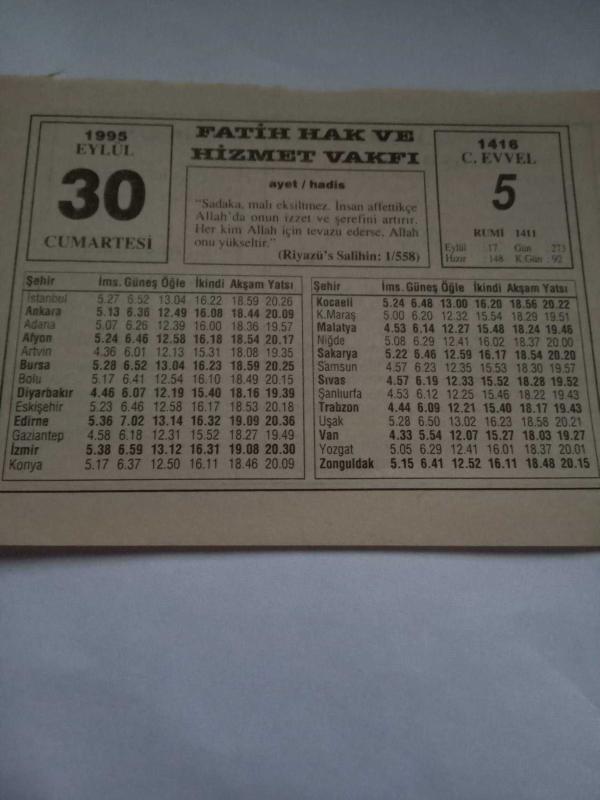 1995
EYLÜL
30
CUMARTESİ
FATİH HAK VE
HİZMET VAKFI
ayet / hadis
"Sadaka, malı eksiltmez. İnsan affettikçe
Allah'da onun izzet ve şerefini artırır.
Her kim Allah için tevazu ederse, Allah
onu yükseltir."
(Riyazü's Salihin: 1/558)
1416
C. EVVEL
5
RUMİ 1411
Eylül : 17 Gün : 273
Hızır : 148 K.Gün : 92
Şehir İms. Güneş Öğle İkindi Akşam Yatsı
İstanbul 5.27 6.52 13.04 16.22 18.59 20.26
Ankara 5.13 6.36 12.49 16.08 18.44 20.09
Adana 5.07 6.26 12.39 16.00 18.36 19.57
Afyon 5.24 6.46 12.58 16.18 18.54 20.17
Artvin 4.36 6.01 12.13 15.31 18.08 19.35
Bursa 5.28 6.52 13.04 16.23 18.59 20.25
Bolu 5.17 6.41 12.54 16.10 18.49 20.15
Diyarbakır 4.46 6.07 12.19 15.40 18.16 19.39
Eskişehir 5.23 6.46 12.58 16.17 18.53 20.18
Edirne 5.36 7.02 13.14 16.32 19.09 20.36
Gaziantep 4.58 6.18 12.31 15.52 18.27 19.49
İzmir 5.38 6.59 13.12 16.31 19.08 20.30
Konya 5.17 6.37 12.50 16.11 18.46 20.09
Şehir İms. Güneş Öğle İkindi Akşam Yatsı
Kocaeli 5.24 6.48 13.00 16.20 18.56 20.22
K.Maraş 5.00 6.20 12.32 15.54 18.29 19.51
Malatya 4.53 6.14 12.27 15.48 18.24 19.46
Niğde 5.08 6.29 12.41 16.02 18.37 20.00
Sakarya 5.22 6.46 12.59 16.17 18.54 20.20
Samsun 4.57 6.23 12.35 15.53 18.30 19.57
Sıvas 4.57 6.19 12.33 15.52 18.28 19.52
Şanlıurfa 4.53 6.12 12.25 15.46 18.22 19.43
Trabzon 4.44 6.09 12.21 15.40 18.17 19.43
Uşak 5.28 6.50 13.02 16.23 18.58 20.21
Van 4.33 5.54 12.07 15.27 18.03 19.27
Yozgat 5.05 6.29 12.41 16.01 18.37 20.01
Zonguldak 5.15 6.41 12.52 16.11 18.48 20.15